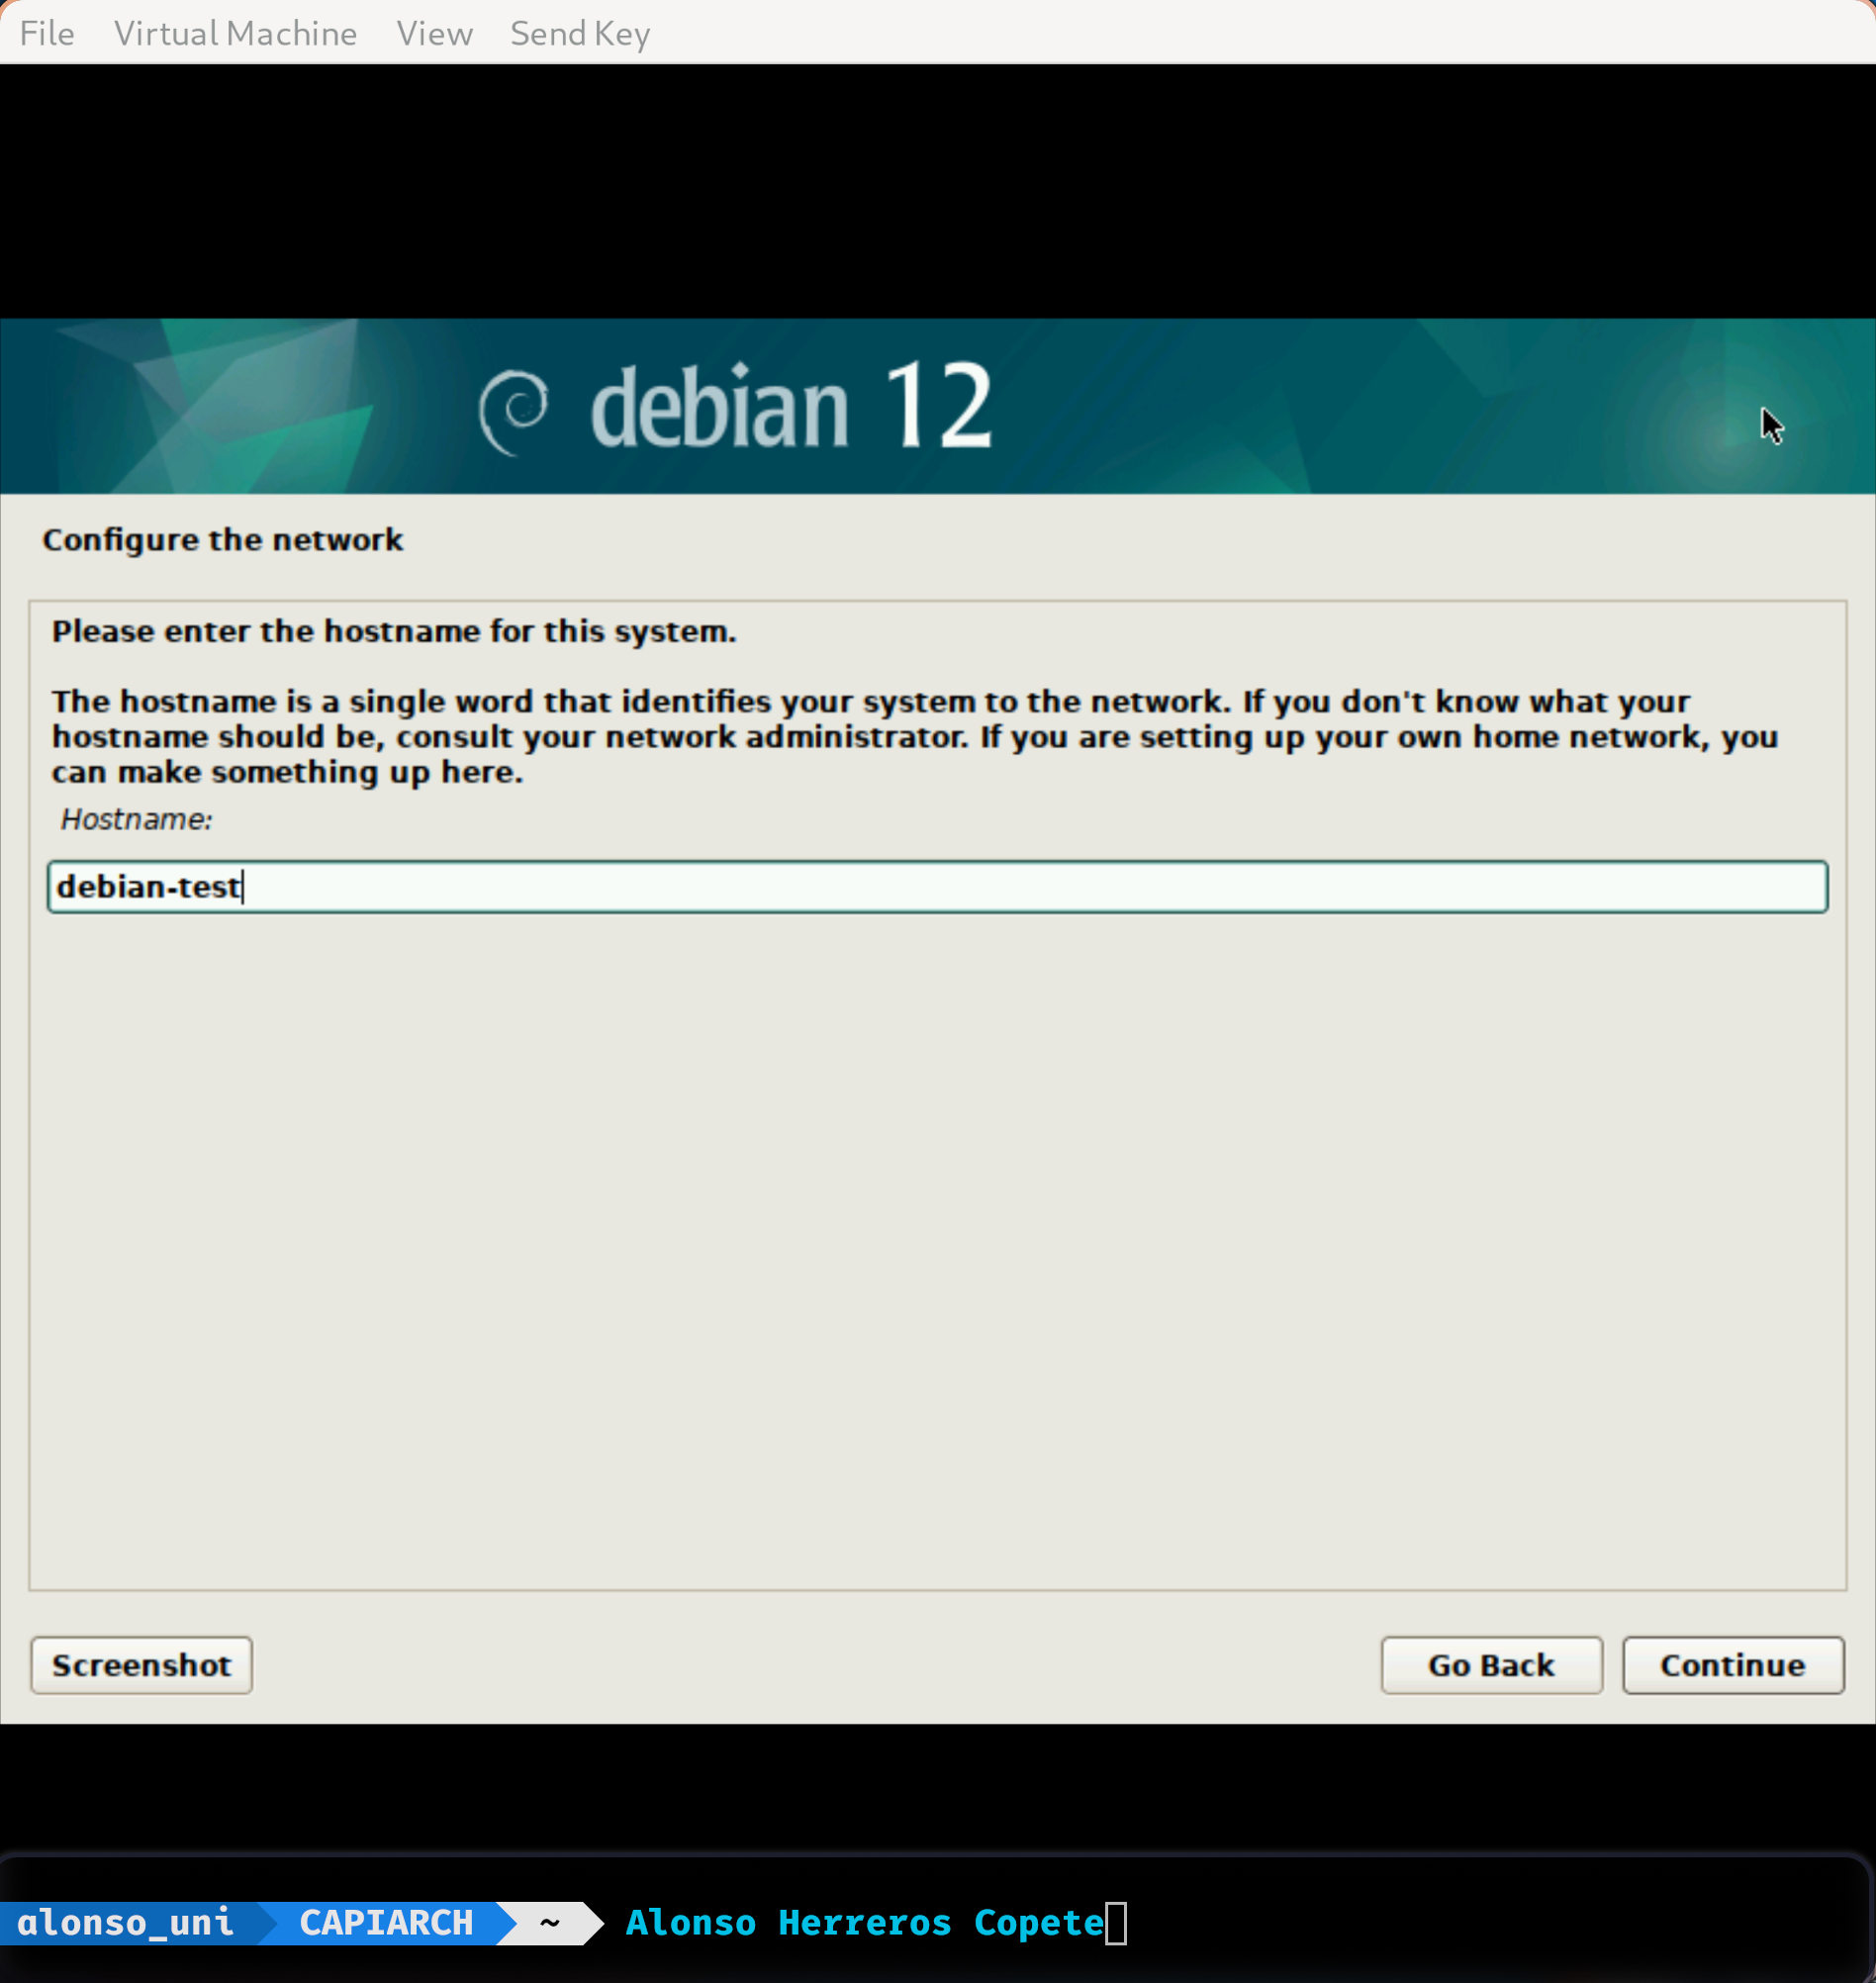 File Virtual Machine View Send Key
debian 12
Configure the network
Please enter the hostname for this system.
The hostname is a single word that identifies your system to the network. If you don't know what your
hostname should be, consult your network administrator. If you are setting up your own home network, you
can make something up here.
Hostname:
debian-test
Screenshot Go Back Continue
alonso_uni CAPIARCH ~ Alonso Herreros Copete